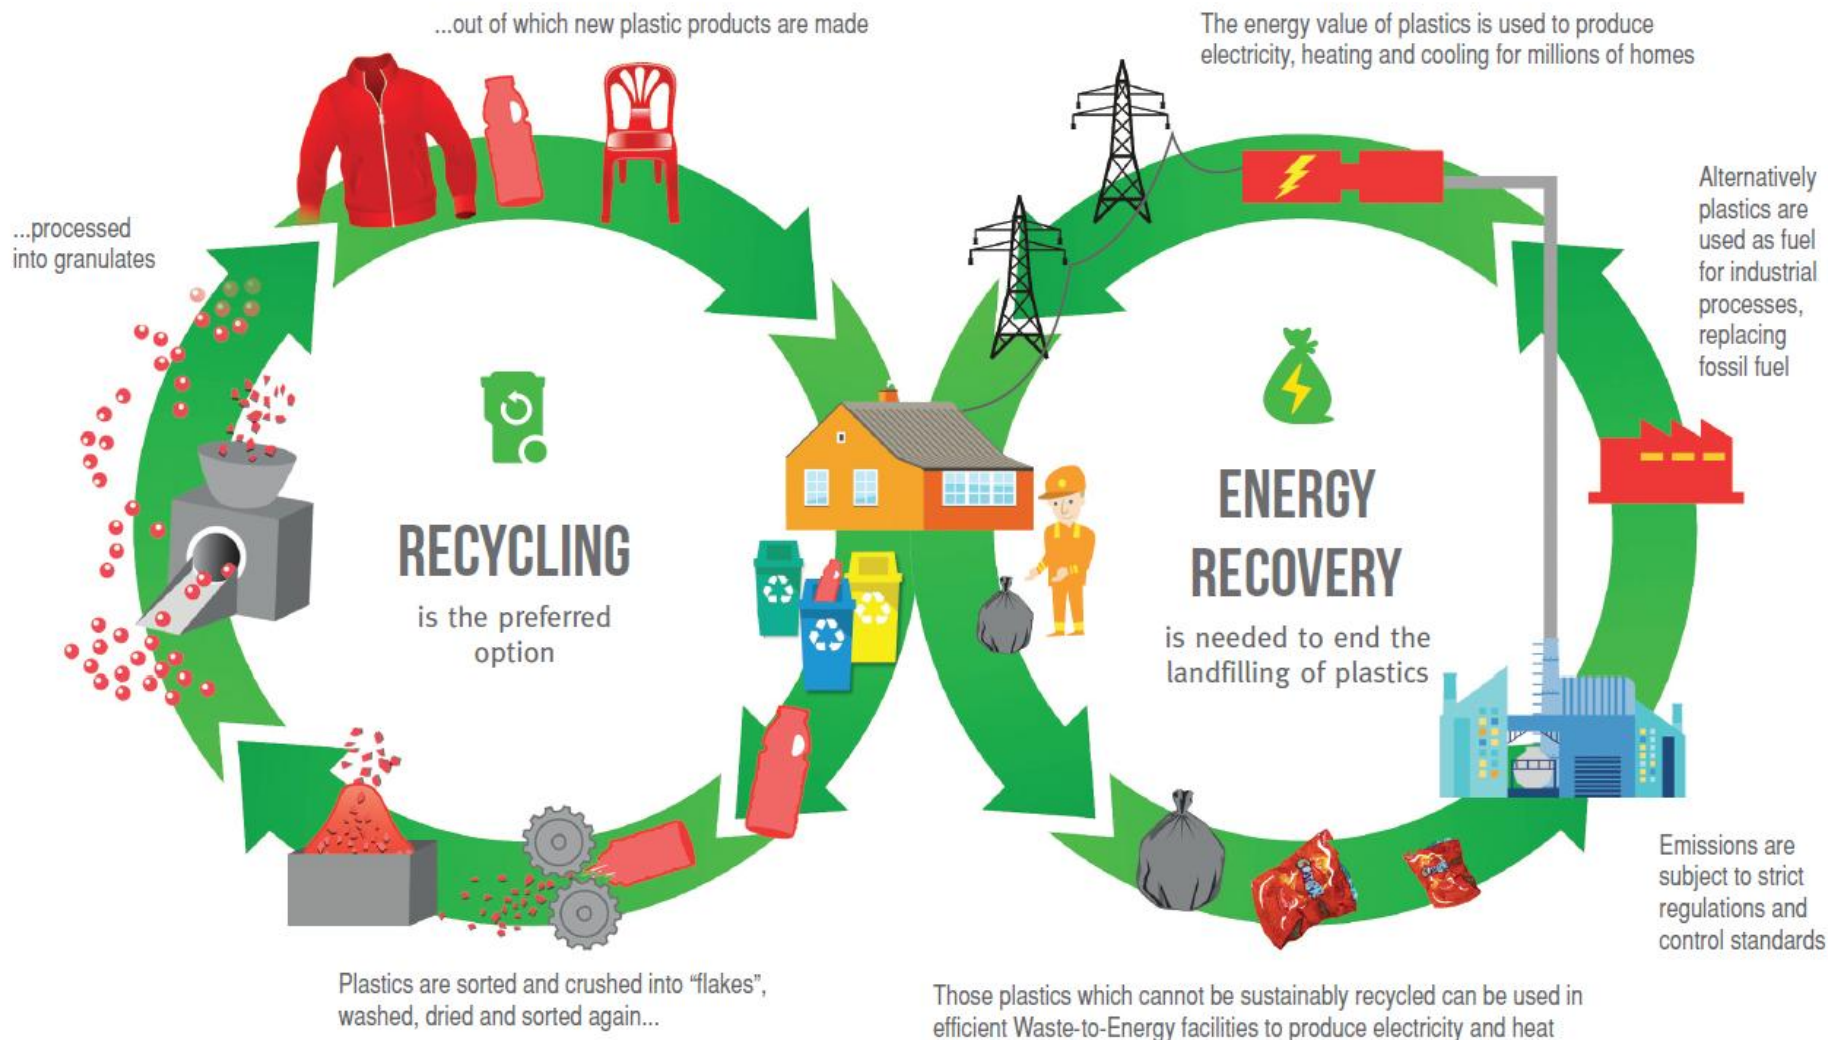 ...out of which new plastic products are made
The energy value of plastics is used to produce
electricity, heating and cooling for millions of homes
Alternatively
plastics are
used as fuel
for industrial
processes,
replacing
fossil fuel
...processed
into granulates
RECYCLING
is the preferred
option
ENERGY
RECOVERY
is needed to end the
landfilling of plastics
Emissions are
subject to strict
regulations and
control standards
Plastics are sorted and crushed into “flakes”,
washed, dried and sorted again...
Those plastics which cannot be sustainably recycled can be used in
efficient Waste-to-Energy facilities to produce electricity and heat